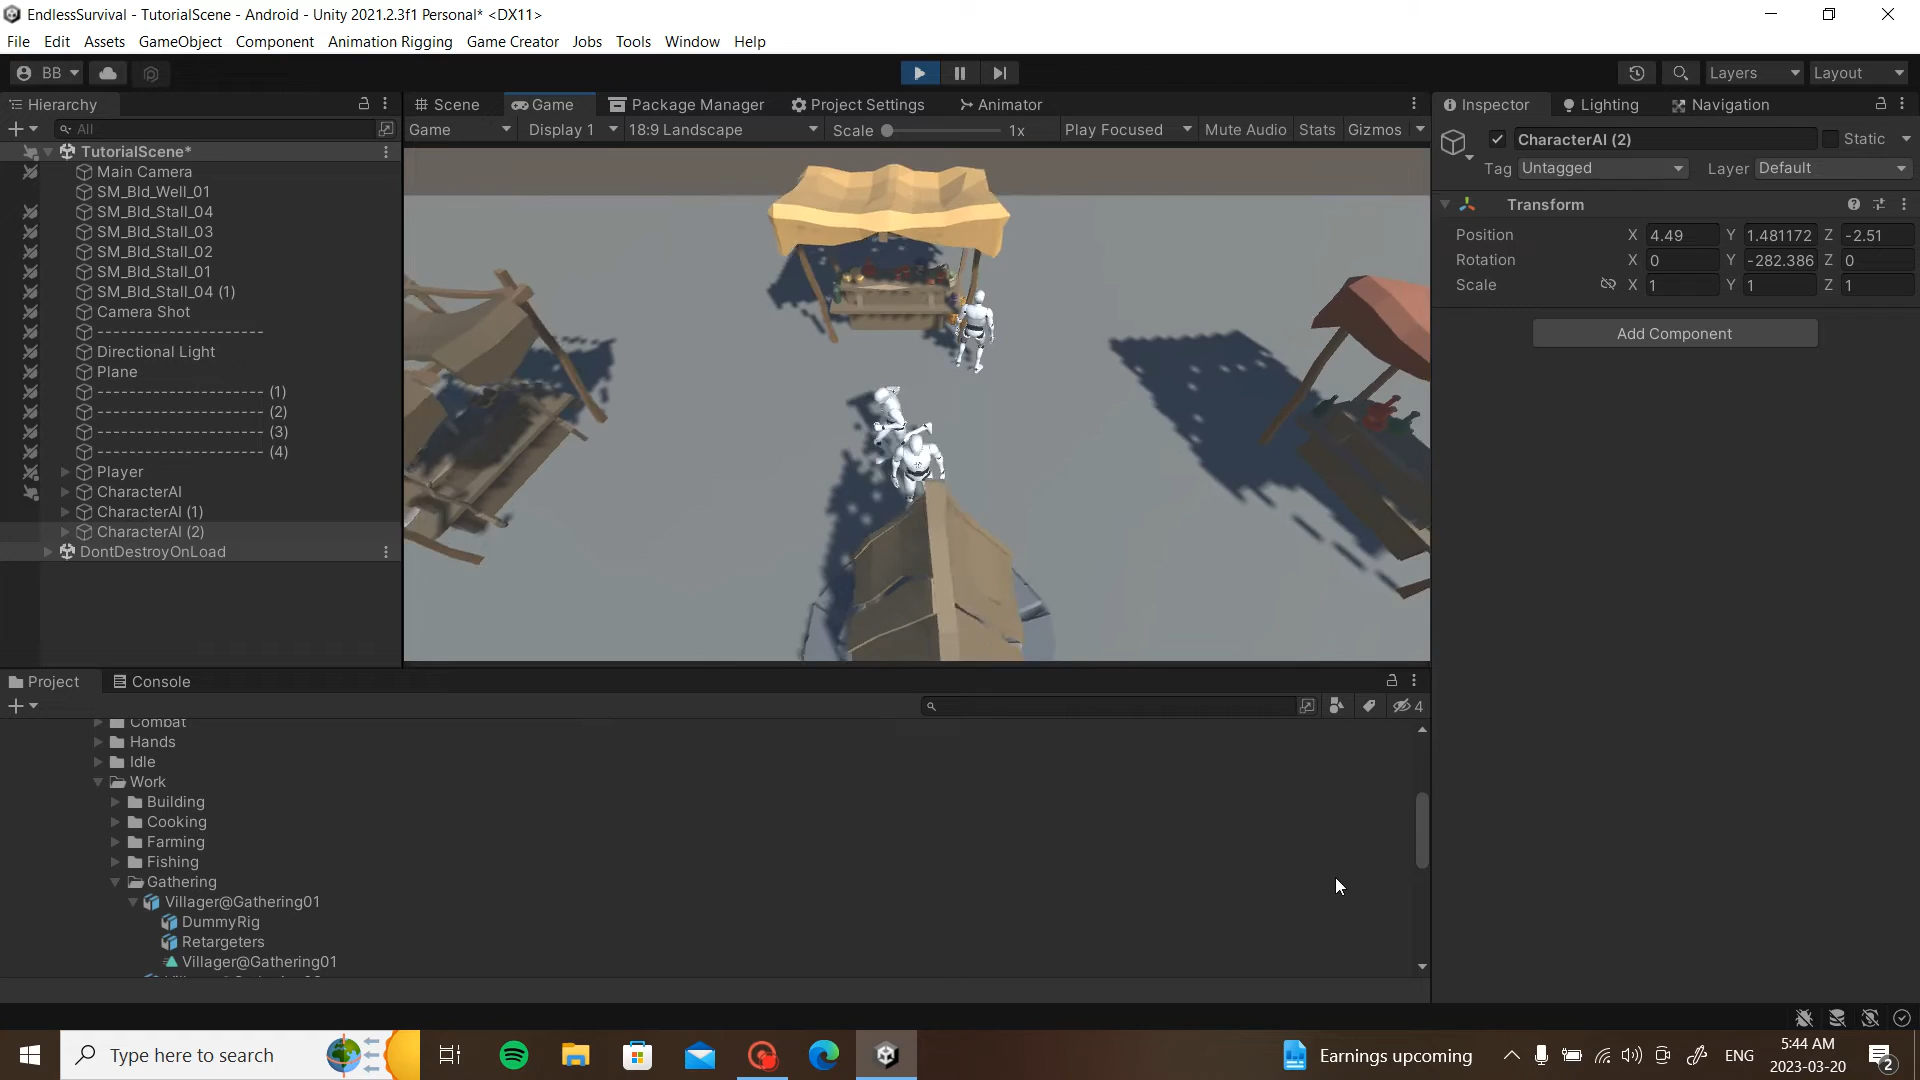 EndlessSurvival - TutorialScene - Android - Unity 2021.2.3f1 Personal* <DX11>
File Edit Assets GameObject Component Animation Rigging Game Creator Jobs Tools Window Help
BB Layers Layout
Hierarchy Scene Game Package Manager Project Settings Animator Inspector Lighting Navigation
All Game Display 1 18:9 Landscape Scale 1x Play Focused Mute Audio Stats Gizmos
CharacterAI (2) Static
Tag Untagged Layer Default
Transform
Position X 4.49 Y 1.481172 Z -2.51
Rotation X 0 Y -282.386 Z 0
Scale X 1 Y 1 Z 1
Add Component
TutorialScene*
Main Camera
SM_Bld_Well_01
SM_Bld_Stall_04
SM_Bld_Stall_03
SM_Bld_Stall_02
SM_Bld_Stall_01
SM_Bld_Stall_04 (1)
Camera Shot
---------------------
Directional Light
Plane
--------------------- (1)
--------------------- (2)
--------------------- (3)
--------------------- (4)
Player
CharacterAI
CharacterAI (1)
CharacterAI (2)
DontDestroyOnLoad
Project Console
4
Combat
Hands
Idle
Work
Building
Cooking
Farming
Fishing
Gathering
Villager@Gathering01
DummyRig
Retargeters
Villager@Gathering01
Type here to search
Earnings upcoming
ENG
5:44 AM
2023-03-20
2